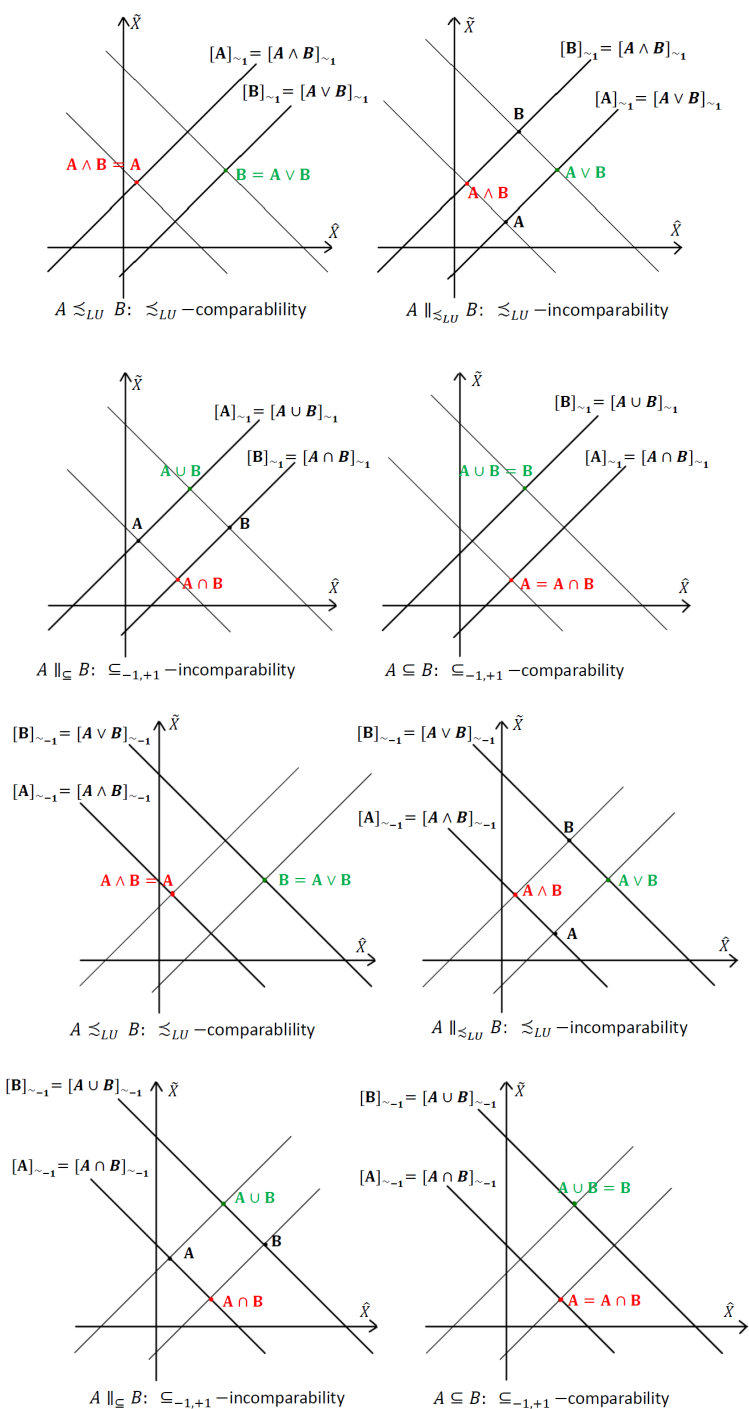 X̃
[A]∼₁= [A ∧ B]∼₁
[B]∼₁= [A ∨ B]∼₁
A ∧ B = A
B = A ∨ B
X̂
A ≾LU B: ≾LU −comparablility
X̃
[B]∼₁= [A ∧ B]∼₁
[A]∼₁= [A ∨ B]∼₁
B
A ∨ B
A ∧ B
A
X̂
A ∥≾LU B: ≾LU −incomparability
X̃
[A]∼₁= [A ∪ B]∼₁
[B]∼₁= [A ∩ B]∼₁
A ∪ B
A
B
A ∩ B
X̂
A ∥⊆ B: ⊆−1,+1 −incomparability
X̃
[B]∼₁= [A ∪ B]∼₁
[A]∼₁= [A ∩ B]∼₁
A ∪ B = B
A = A ∩ B
X̂
A ⊆ B: ⊆−1,+1 −comparability
X̃
[B]∼₋₁= [A ∨ B]∼₋₁
[A]∼₋₁= [A ∧ B]∼₋₁
A ∧ B = A
B = A ∨ B
X̂
A ≾LU B: ≾LU −comparablility
X̃
[B]∼₋₁= [A ∨ B]∼₋₁
[A]∼₋₁= [A ∧ B]∼₋₁
B
A ∨ B
A ∧ B
A
X̂
A ∥≾LU B: ≾LU −incomparability
X̃
[B]∼₋₁= [A ∪ B]∼₋₁
[A]∼₋₁= [A ∩ B]∼₋₁
A ∪ B
A
B
A ∩ B
X̂
A ∥⊆ B: ⊆−1,+1 −incomparability
X̃
[B]∼₋₁= [A ∪ B]∼₋₁
[A]∼₋₁= [A ∩ B]∼₋₁
A ∪ B = B
A = A ∩ B
X̂
A ⊆ B: ⊆−1,+1 −comparability